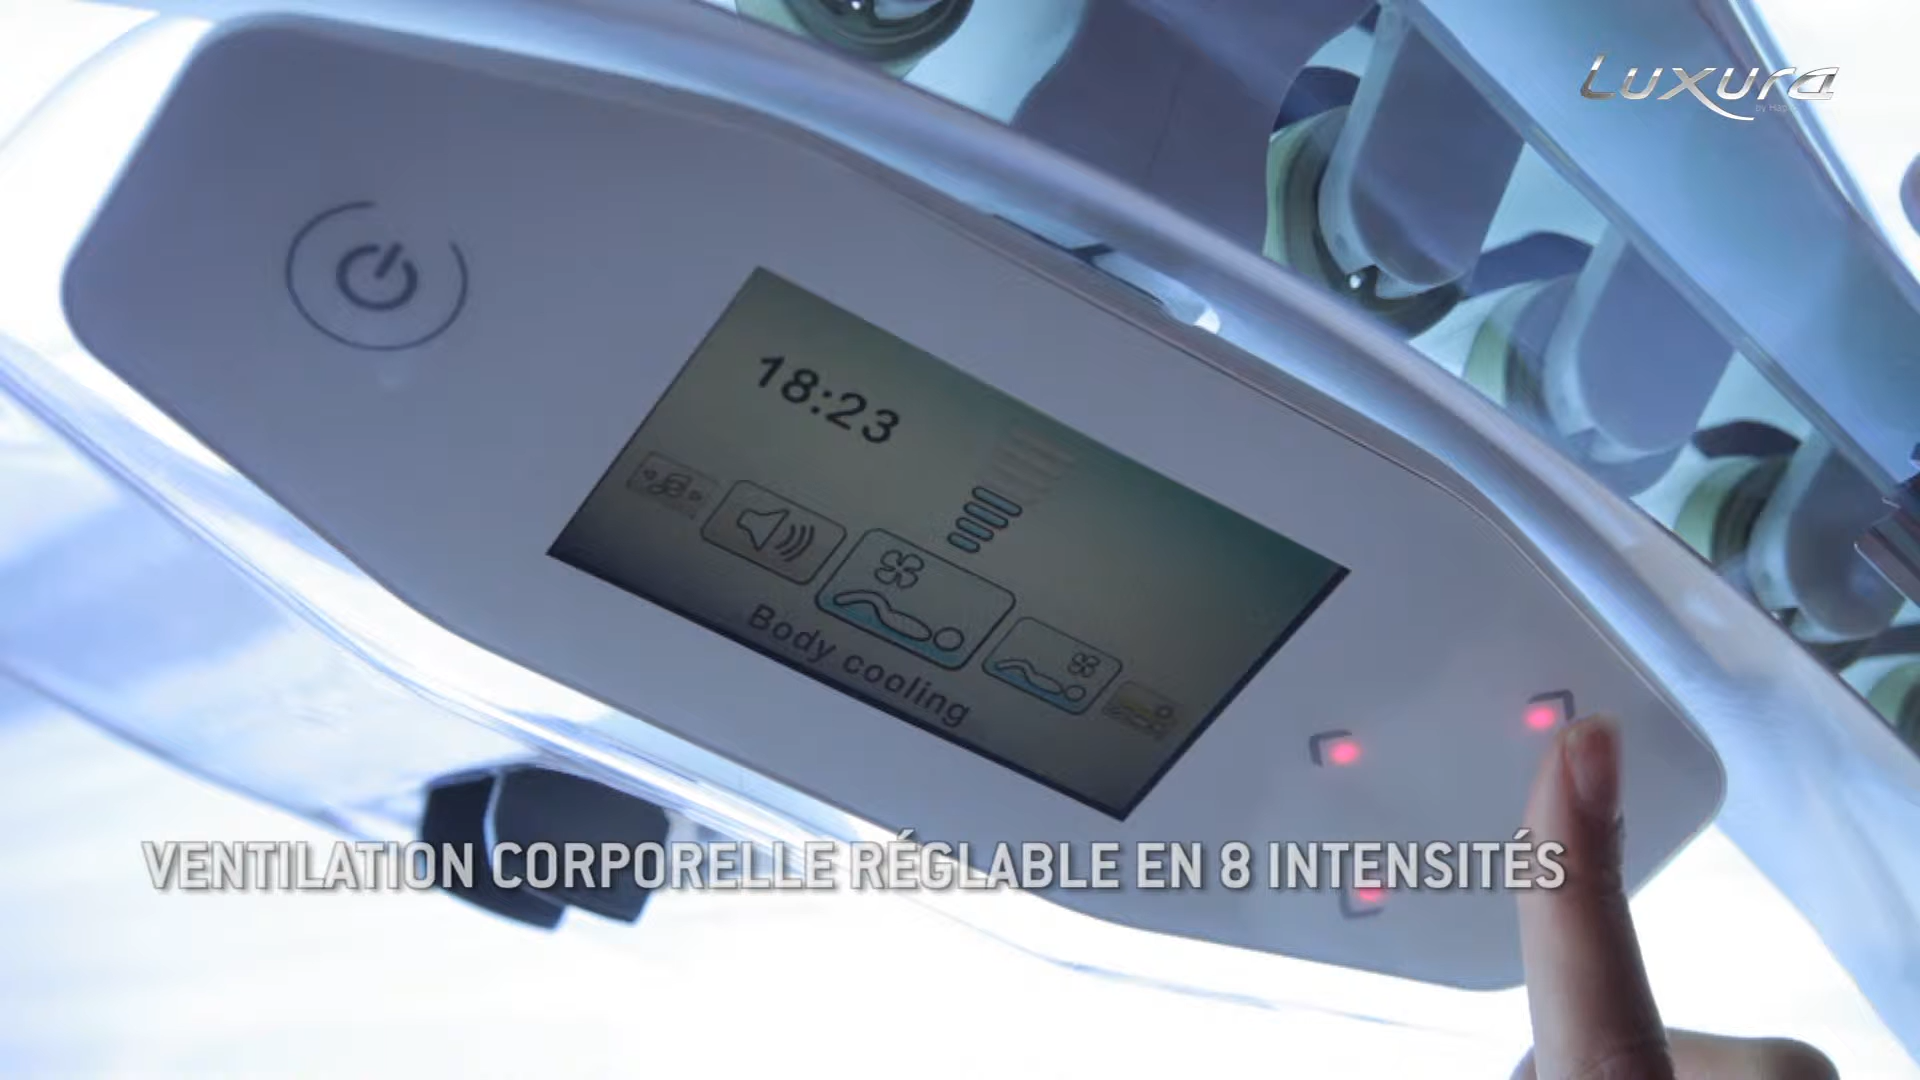 Luxura
18:23
Body cooling
VENTILATION CORPORELLE RÉGLABLE EN 8 INTENSITÉS